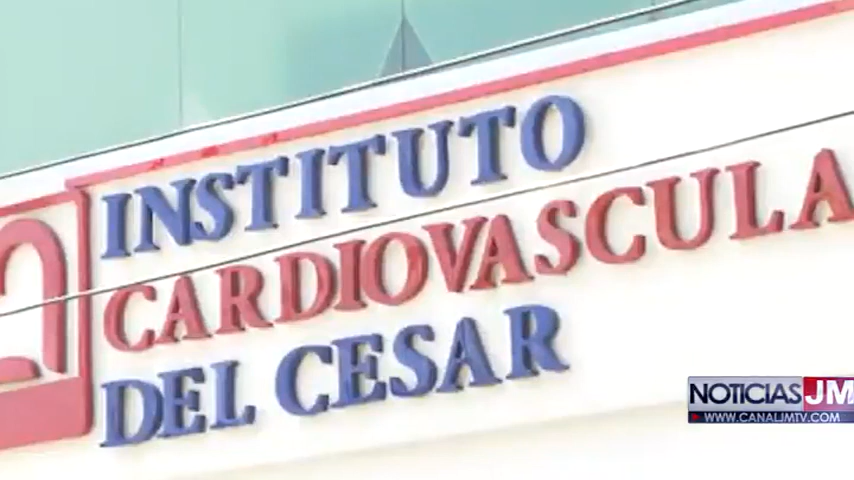 INSTITUTO
CARDIOVASCULA
DEL CESAR
NOTICIAS JM
WWW.CANALJMTV.COM